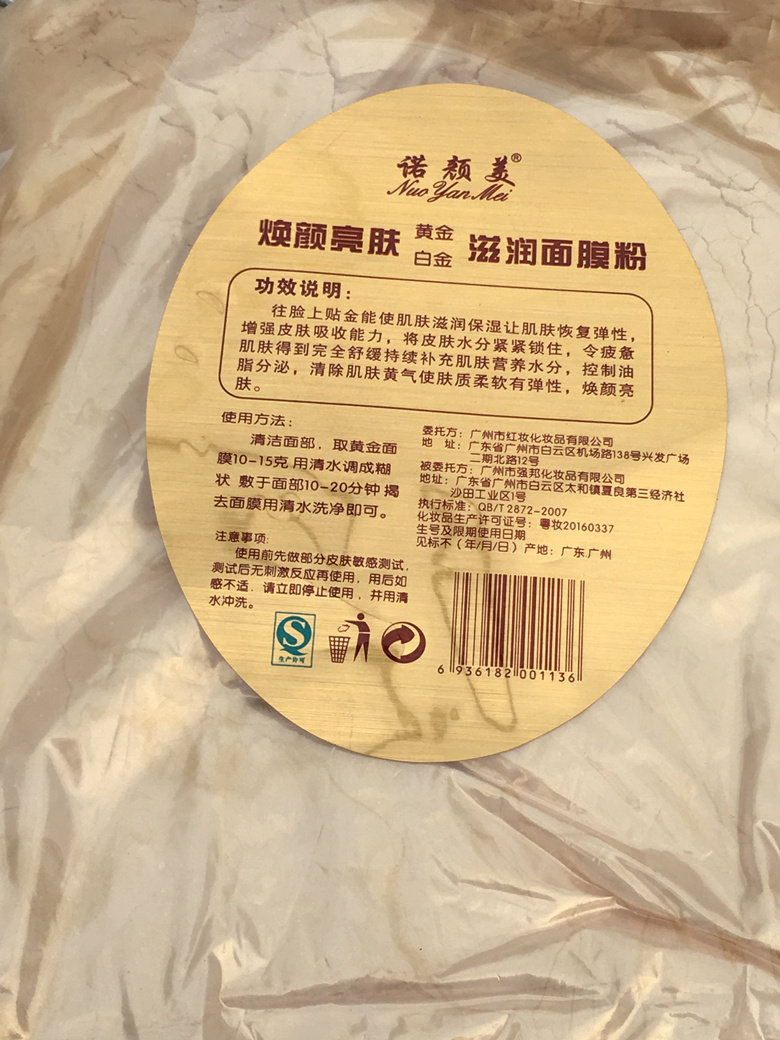 诺颜美®
Nuo Yan Mei
焕颜亮肤 黄金 白金 滋润面膜粉
功效说明：
往脸上贴金能使肌肤滋润保湿让肌肤恢复弹性，
增强皮肤吸收能力，将皮肤水分紧紧锁住，令疲惫
肌肤得到完全舒缓持续补充肌肤营养水分，控制油
脂分泌，清除肌肤黄气使肤质柔软有弹性，焕颜亮
肤。
使用方法：
清洁面部，取黄金面
膜10-15克 用清水调成糊
状 敷于面部10-20分钟 揭
去面膜用清水洗净即可。
注意事项：
使用前先做部分皮肤敏感测试，
测试后无刺激反应再使用，用后如
感不适．请立即停止使用，并用清
水冲洗。
委托方：广州市红妆化妆品有限公司
地 址：广东省广州市白云区机场路138号兴发广场
二期北路12号
被委托方：广州市强邦化妆品有限公司
地址：广东省广州市白云区太和镇夏良第三经济社
沙田工业区1号
执行标准：QB/T 2872-2007
化妆品生产许可证号：粤妆20160337
生号及限期使用日期
见标不（年/月/日）产地：广东.广州
生产许可
6 936182 001136